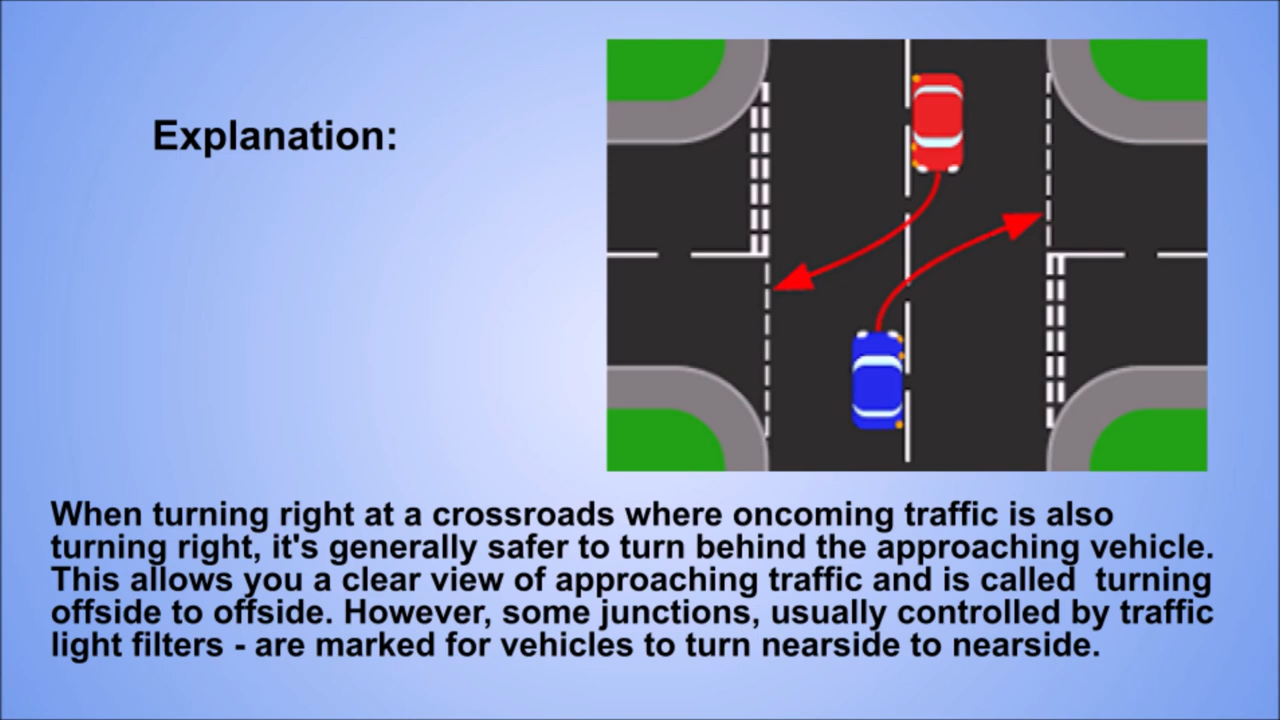 Explanation:
When turning right at a crossroads where oncoming traffic is also
turning right, it's generally safer to turn behind the approaching vehicle.
This allows you a clear view of approaching traffic and is called  turning
offside to offside. However, some junctions, usually controlled by traffic
light filters - are marked for vehicles to turn nearside to nearside.